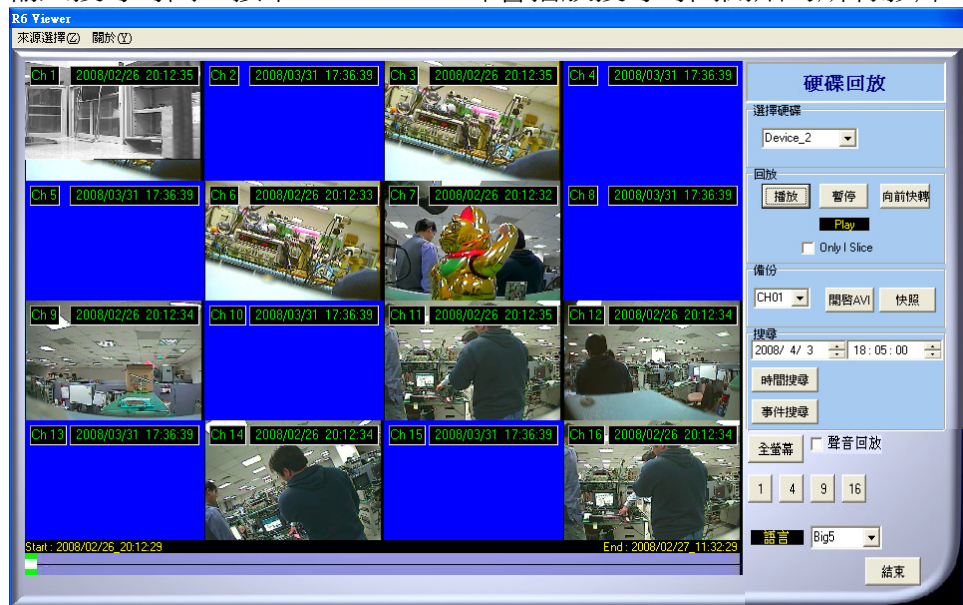 R6 Viewer
來源選擇(Z) 關於(Y)
Ch 1 2008/02/26 20:12:35 Ch 2 2008/03/31 17:36:39 Ch 3 2008/02/26 20:12:35 Ch 4 2008/03/31 17:36:39
Ch 5 2008/03/31 17:36:39 Ch 6 2008/02/26 20:12:33 Ch 7 2008/02/26 20:12:32 Ch 8 2008/03/31 17:36:39
Ch 9 2008/02/26 20:12:34 Ch 10 2008/03/31 17:36:39 Ch 11 2008/02/26 20:12:35 Ch 12 2008/02/26 20:12:34
Ch 13 2008/03/31 17:36:39 Ch 14 2008/02/26 20:12:34 Ch 15 2008/03/31 17:36:39 Ch 16 2008/02/26 20:12:34
Start : 2008/02/26_20:12:29 End : 2008/02/27_11:32:29
硬碟回放
選擇硬碟
Device_2
回放
播放 暫停 向前快轉
Play
Only I Slice
備份
CH01 開啓AVI 快照
搜尋
2008/ 4/ 3 18:05:00
時間搜尋
事件搜尋
全螢幕 聲音回放
1 4 9 16
語言 Big5
結束